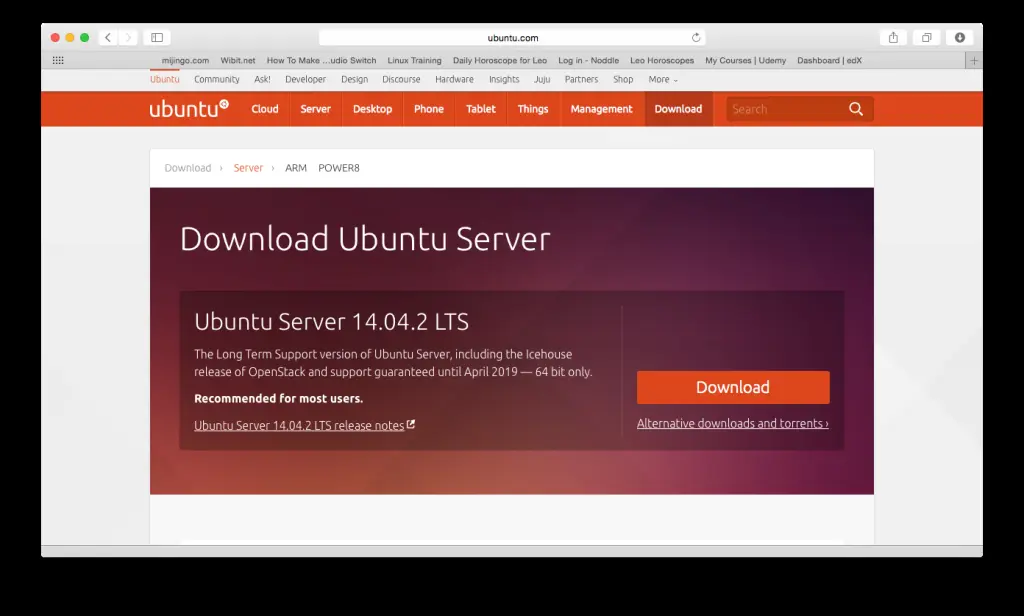 ubuntu.com
mijingo.com Wibit.net How To Make ...udio Switch Linux Training Daily Horoscope for Leo Log in - Noddle Leo Horoscopes My Courses | Udemy Dashboard | edX
Ubuntu Community Ask! Developer Design Discourse Hardware Insights Juju Partners Shop More
ubuntu Cloud Server Desktop Phone Tablet Things Management Download Search
Download › Server › ARM POWER8
Download Ubuntu Server
Ubuntu Server 14.04.2 LTS
The Long Term Support version of Ubuntu Server, including the Icehouse
release of OpenStack and support guaranteed until April 2019 — 64 bit only.
Recommended for most users.
Ubuntu Server 14.04.2 LTS release notes
Download
Alternative downloads and torrents ›